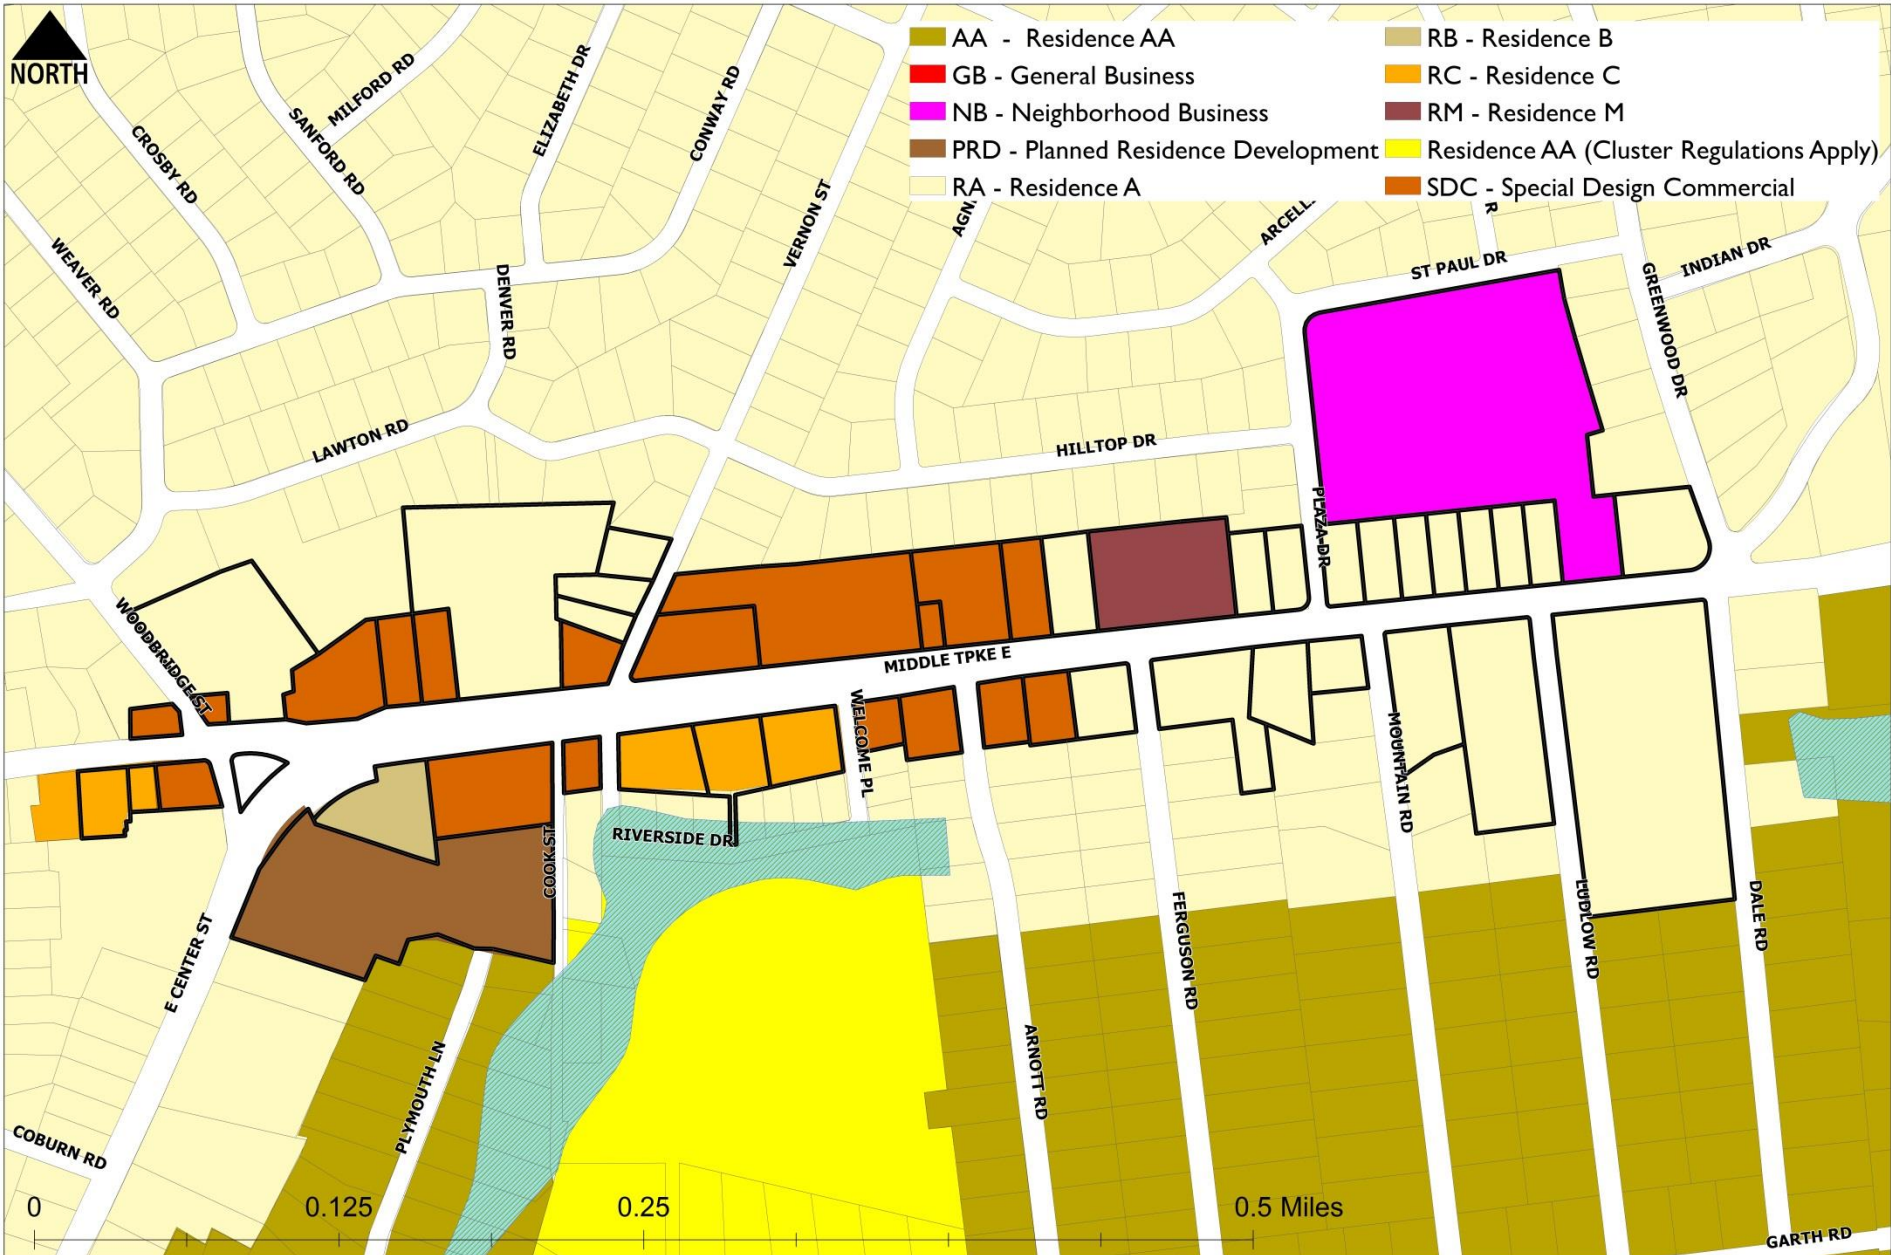 NORTH
AA - Residence AA
GB - General Business
NB - Neighborhood Business
PRD - Planned Residence Development
RA - Residence A
RB - Residence B
RC - Residence C
RM - Residence M
Residence AA (Cluster Regulations Apply)
SDC - Special Design Commercial
MILFORD RD
CROSBY RD
SANFORD RD
ELIZABETH DR
CONWAY RD
VERNON ST
AGN
ARCELL
R
WEAVER RD
DENVER RD
ST PAUL DR
INDIAN DR
GREENWOOD DR
LAWTON RD
HILLTOP DR
PLAZA DR
WOODBRIDGE ST
MIDDLE TPKE E
WELCOME PL
MOUNTAIN RD
RIVERSIDE DR
COOK ST
E CENTER ST
FERGUSON RD
LUDLOW RD
DALE RD
PLYMOUTH LN
ARNOTT RD
COBURN RD
GARTH RD
0
0.125
0.25
0.5 Miles